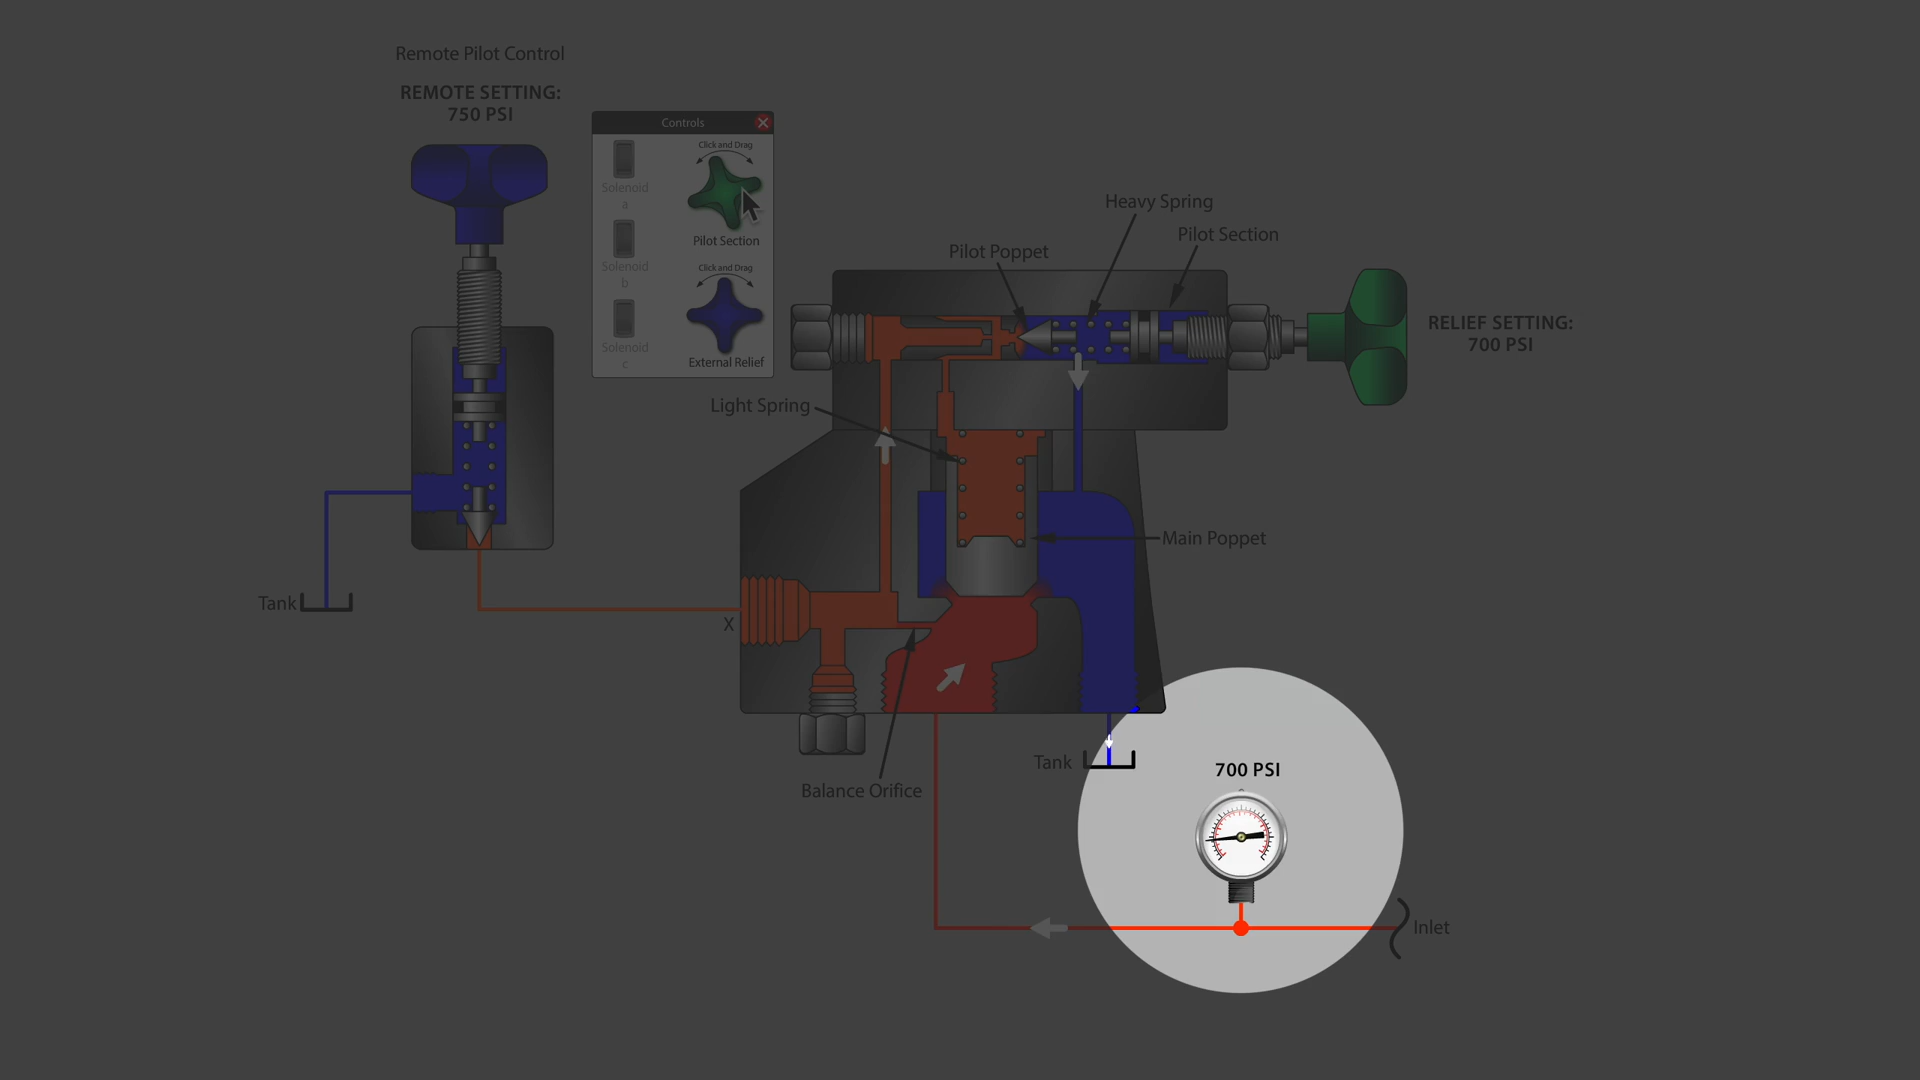 Remote Pilot Control
REMOTE SETTING:
750 PSI
Controls
Click and Drag
Solenoid
a
Pilot Section
Solenoid
b
Click and Drag
Solenoid
c
External Relief
Heavy Spring
Pilot Section
Pilot Poppet
RELIEF SETTING:
700 PSI
Light Spring
Main Poppet
Tank
X
Tank
700 PSI
Balance Orifice
Inlet